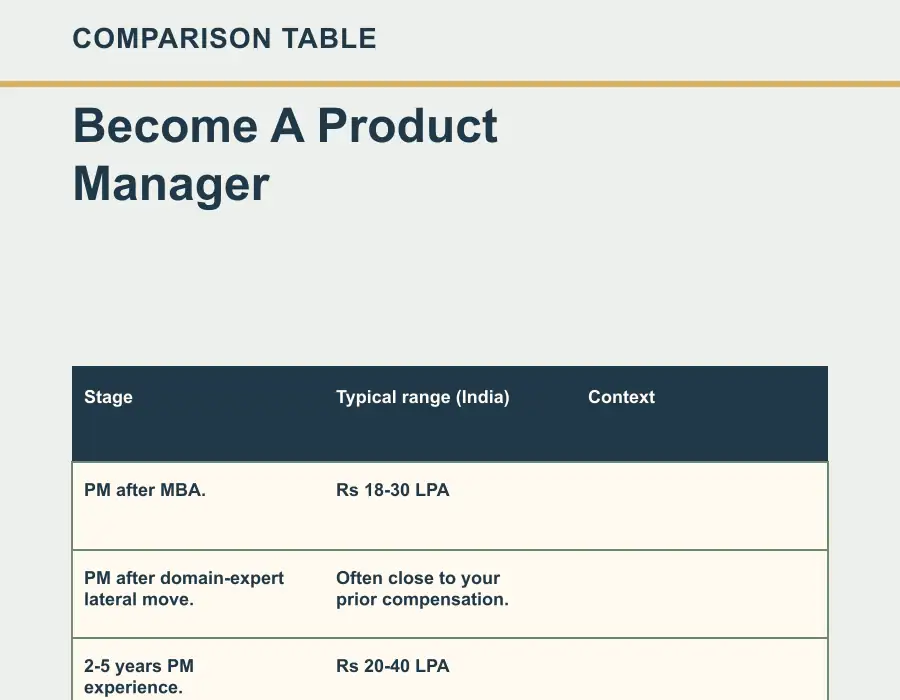 COMPARISON TABLE
Become A Product
Manager
Stage
Typical range (India)
Context
PM after MBA.
Rs 18-30 LPA
PM after domain-expert
lateral move.
Often close to your
prior compensation.
2-5 years PM
experience.
Rs 20-40 LPA